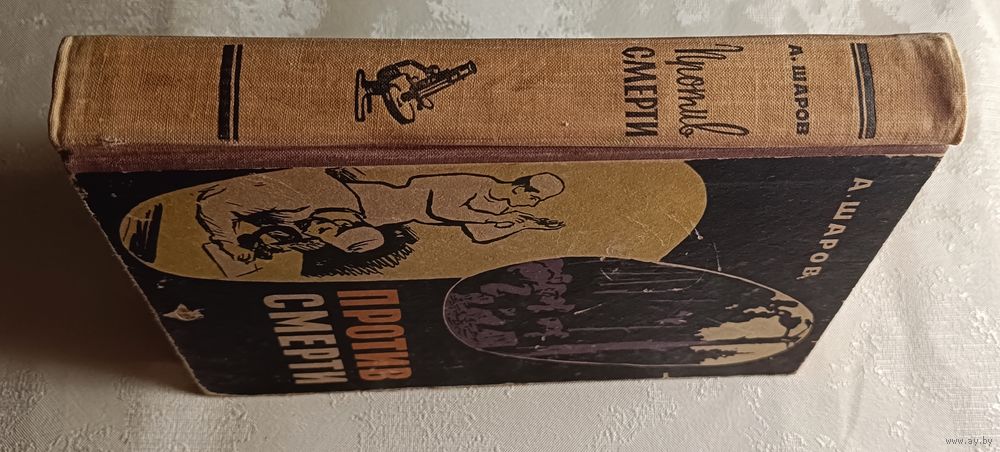 А. ШАРОВ
Против
СМЕРТИ
А. ШАРОВ
ПРОТИВ
СМЕРТИ
www.ay.by